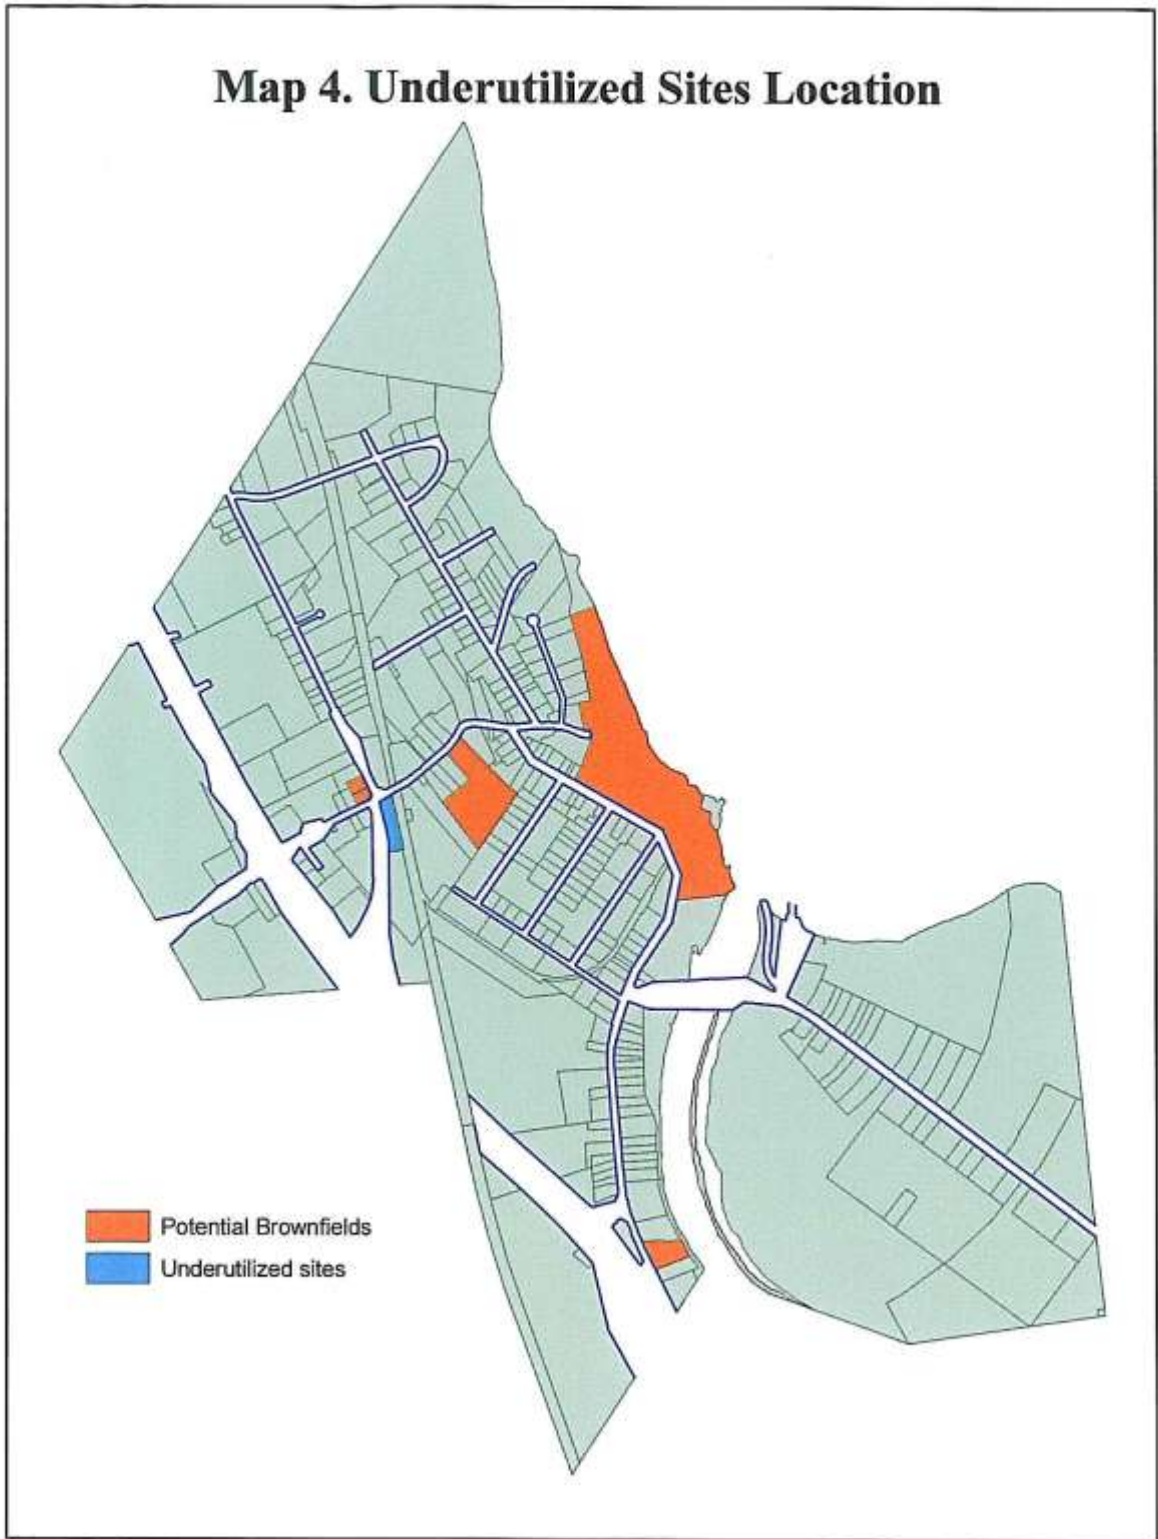 Map 4. Underutilized Sites Location
Potential Brownfields
Underutilized sites